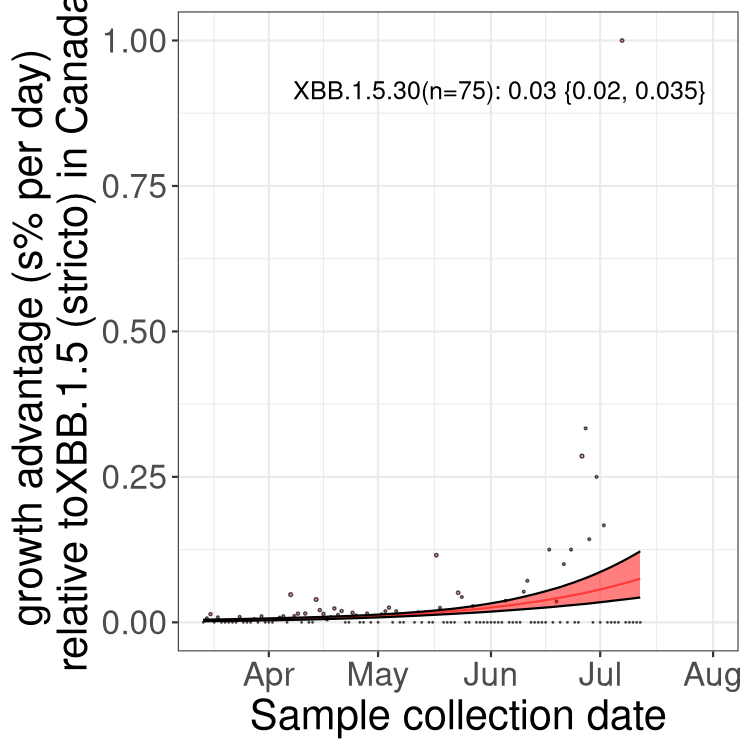 growth advantage (s% per day)
relative toXBB.1.5 (stricto) in Canada
1.00
0.75
0.50
0.25
0.00
XBB.1.5.30(n=75): 0.03 {0.02, 0.035}
Apr
May
Jun
Jul
Aug
Sample collection date